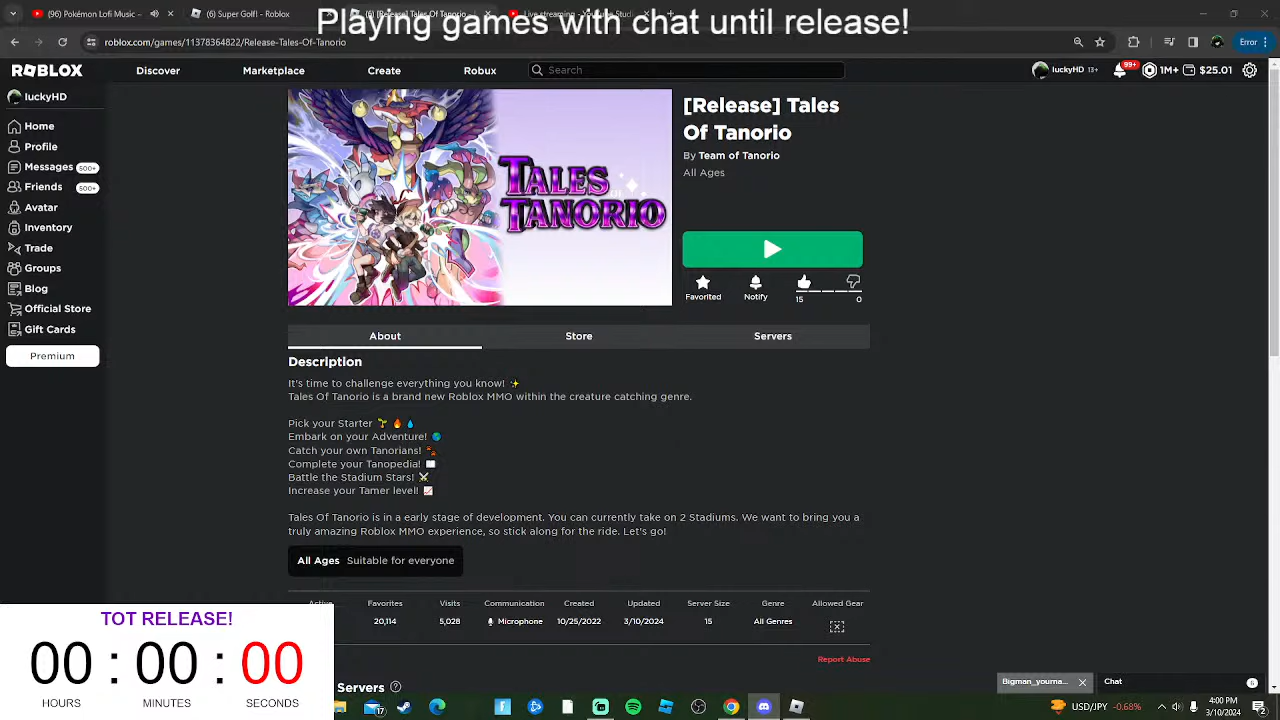 Playing games with chat until release!
roblox.com/games/11378364822/Release-Tales-Of-Tanorio
Error
ROBLOX
Discover
Marketplace
Create
Robux
Search
luckyHD 13+
99+
1M+
$25.01
luckyHD
Home
Profile
Messages 500+
Friends 500+
Avatar
Inventory
Trade
Groups
Blog
Official Store
Gift Cards
Premium
TALES
TANORIO
[Release] Tales
Of Tanorio
By Team of Tanorio
All Ages
Favorited
Notify
15
0
About
Store
Servers
Description
It's time to challenge everything you know! ✨
Tales Of Tanorio is a brand new Roblox MMO within the creature catching genre.
Pick your Starter 🌱 🔥 💧
Embark on your Adventure! 🌎
Catch your own Tanorians!
Complete your Tanopedia!
Battle the Stadium Stars! ⚔️
Increase your Tamer level! 📈
Tales Of Tanorio is in a early stage of development. You can currently take on 2 Stadiums. We want to bring you a
truly amazing Roblox MMO experience, so stick along for the ride. Let's go!
All Ages Suitable for everyone
Active
Favorites
Visits
Communication
Created
Updated
Server Size
Genre
Allowed Gear
20,114
5,028
Microphone
10/25/2022
3/10/2024
15
All Genres
Report Abuse
Servers
TOT RELEASE!
00 : 00 : 00
HOURS
MINUTES
SECONDS
Bigman_youma...
Chat
USD/JPY -0.68%
4:00 PM
3/10/2024